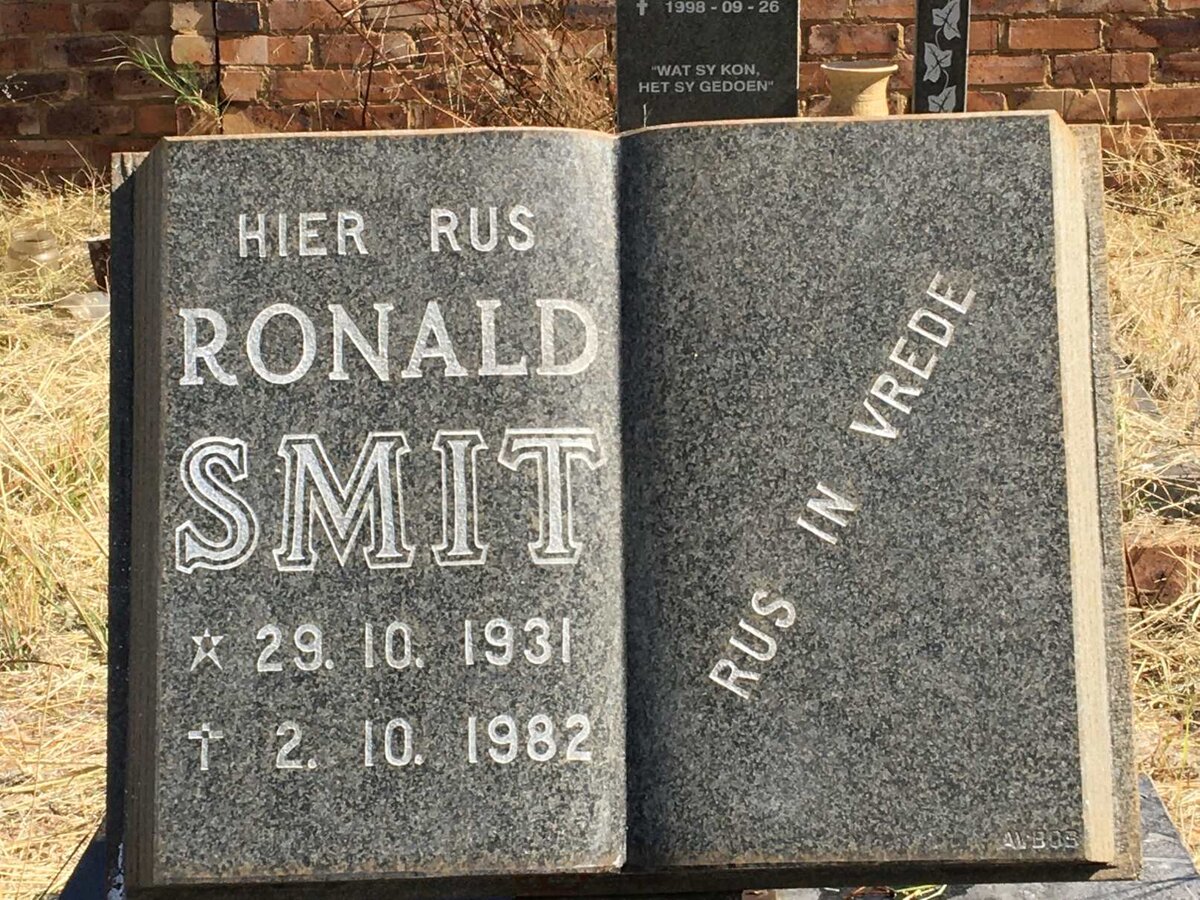 ✝ 1998-09-26
"WAT SY KON,
HET SY GEDOEN"
HIER RUS
RONALD
SMIT
★ 29. 10. 1931
✝ 2. 10. 1982
RUS IN VREDE